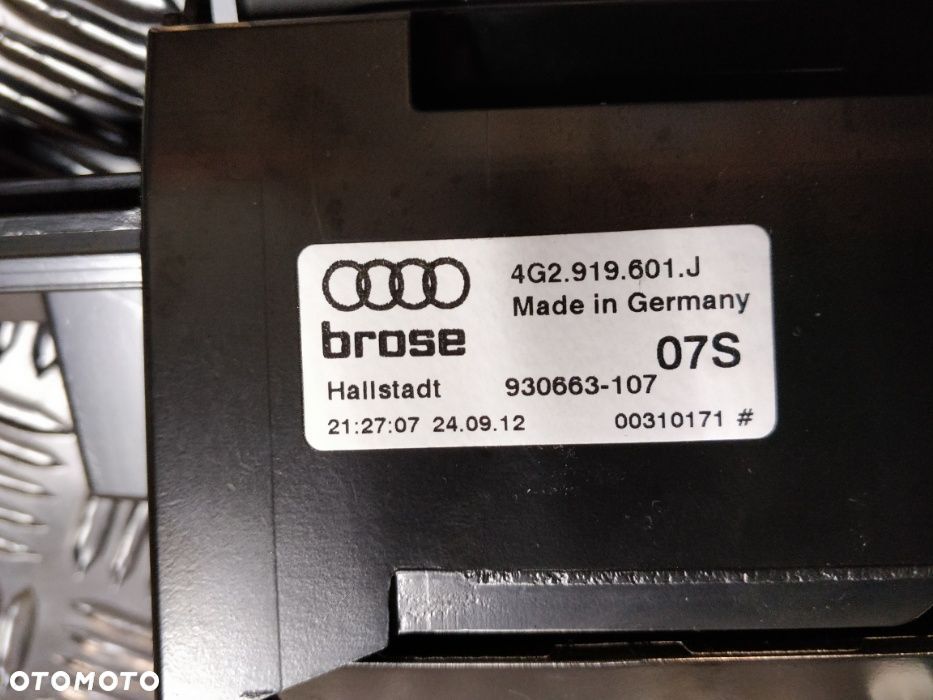 4G2.919.601.J
Made in Germany
brose
07S
Hallstadt 930663-107
21:27:07 24.09.12 00310171 #
OTOMOTO